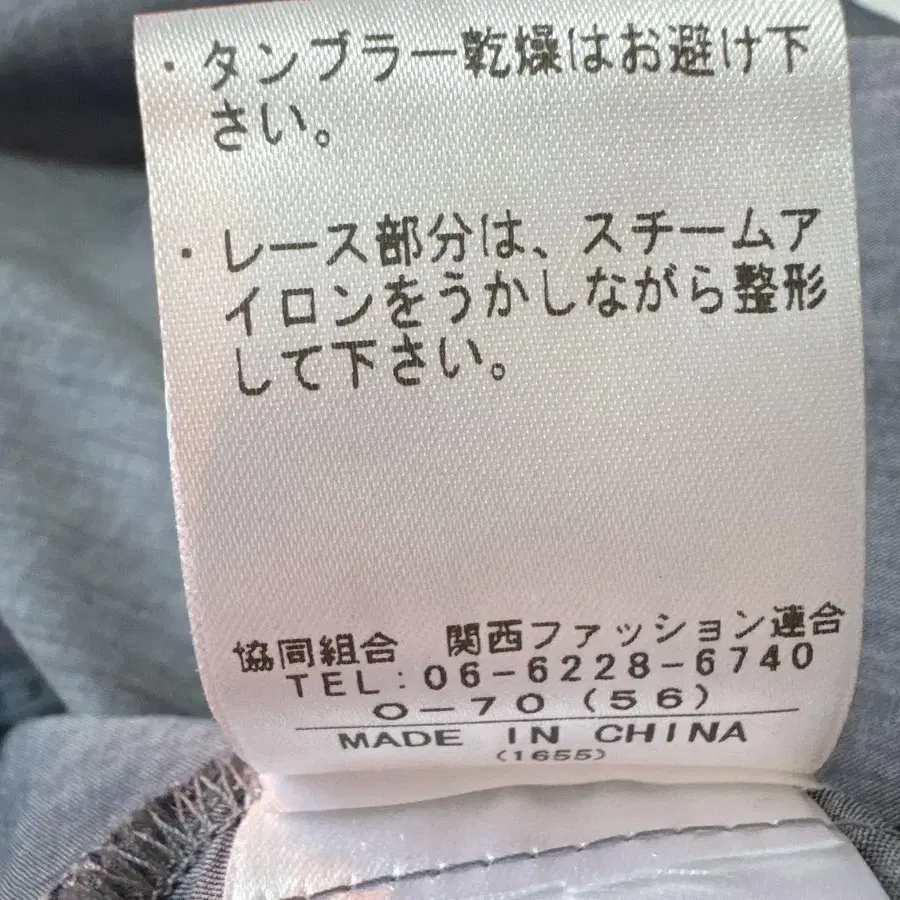 ・タンブラー乾燥はお避け下
さい。
・レース部分は、スチームア
イロンをうかしながら整形
して下さい。
協同組合 関西ファッション連合
TEL:06-6228-6740
O-70(56)
MADE IN CHINA
(1655)